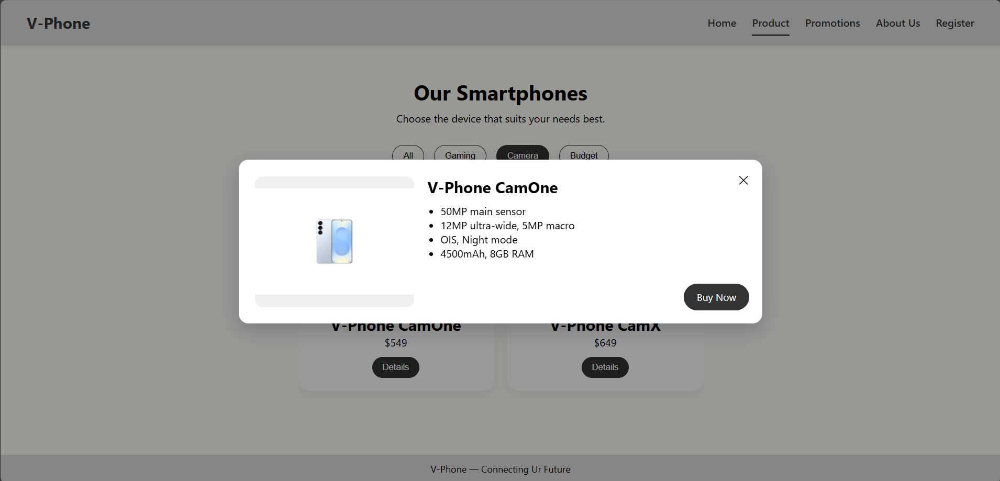 V-Phone
Home Product Promotions About Us Register
Our Smartphones
Choose the device that suits your needs best.
All Gaming Camera Budget
V-Phone CamOne
50MP main sensor
12MP ultra-wide, 5MP macro
OIS, Night mode
4500mAh, 8GB RAM
Buy Now
V-Phone CamOne
$549
Details
V-Phone CamX
$649
Details
V-Phone — Connecting Ur Future